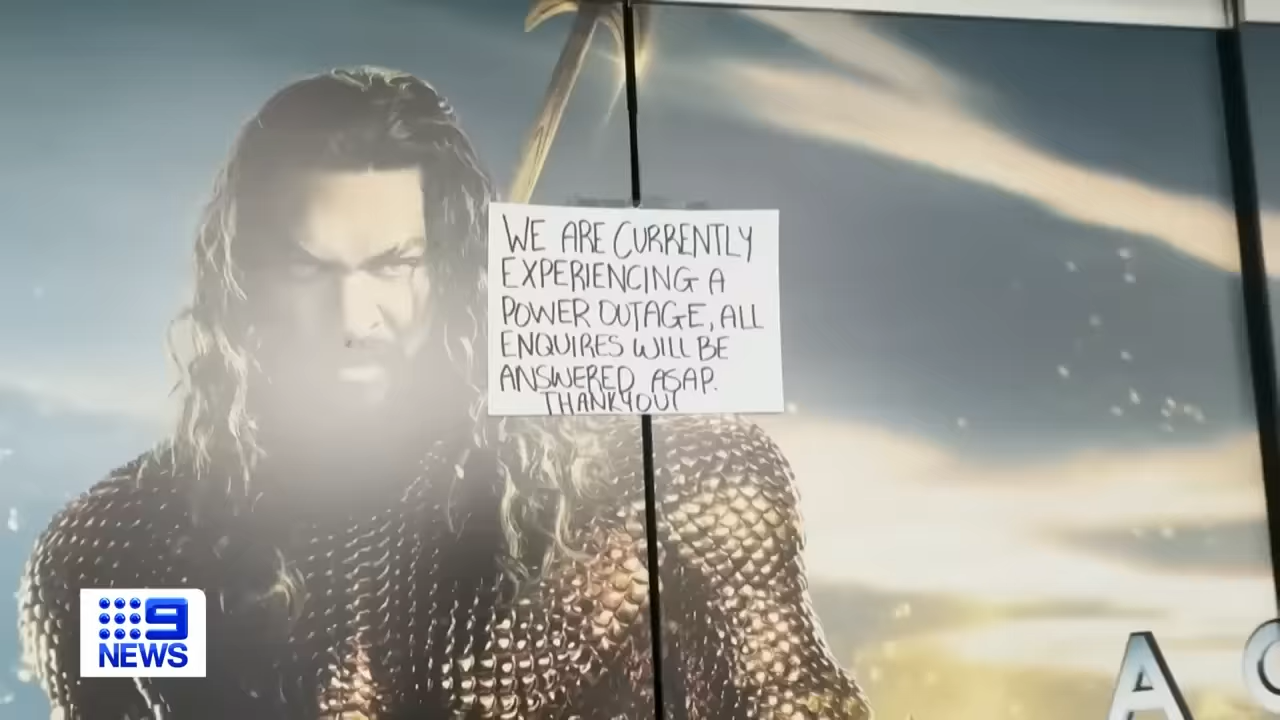 WE ARE CURRENTLY
EXPERIENCING A
POWER OUTAGE, ALL
ENQUIRES WILL BE
ANSWERED ASAP.
THANKYOU!
9
NEWS
A